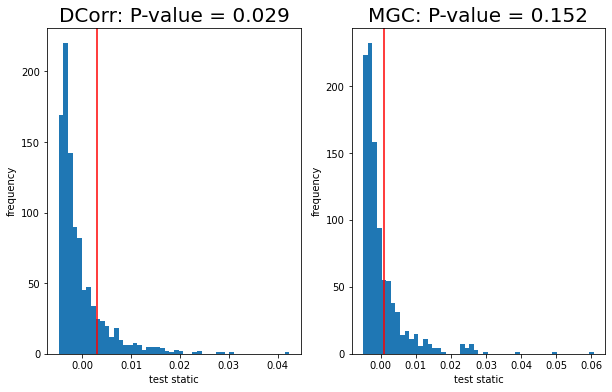 DCorr: P-value = 0.029
frequency
200
150
100
50
0
0.00 0.01 0.02 0.03 0.04
test static
MGC: P-value = 0.152
frequency
200
150
100
50
0
0.00 0.01 0.02 0.03 0.04 0.05 0.06
test static